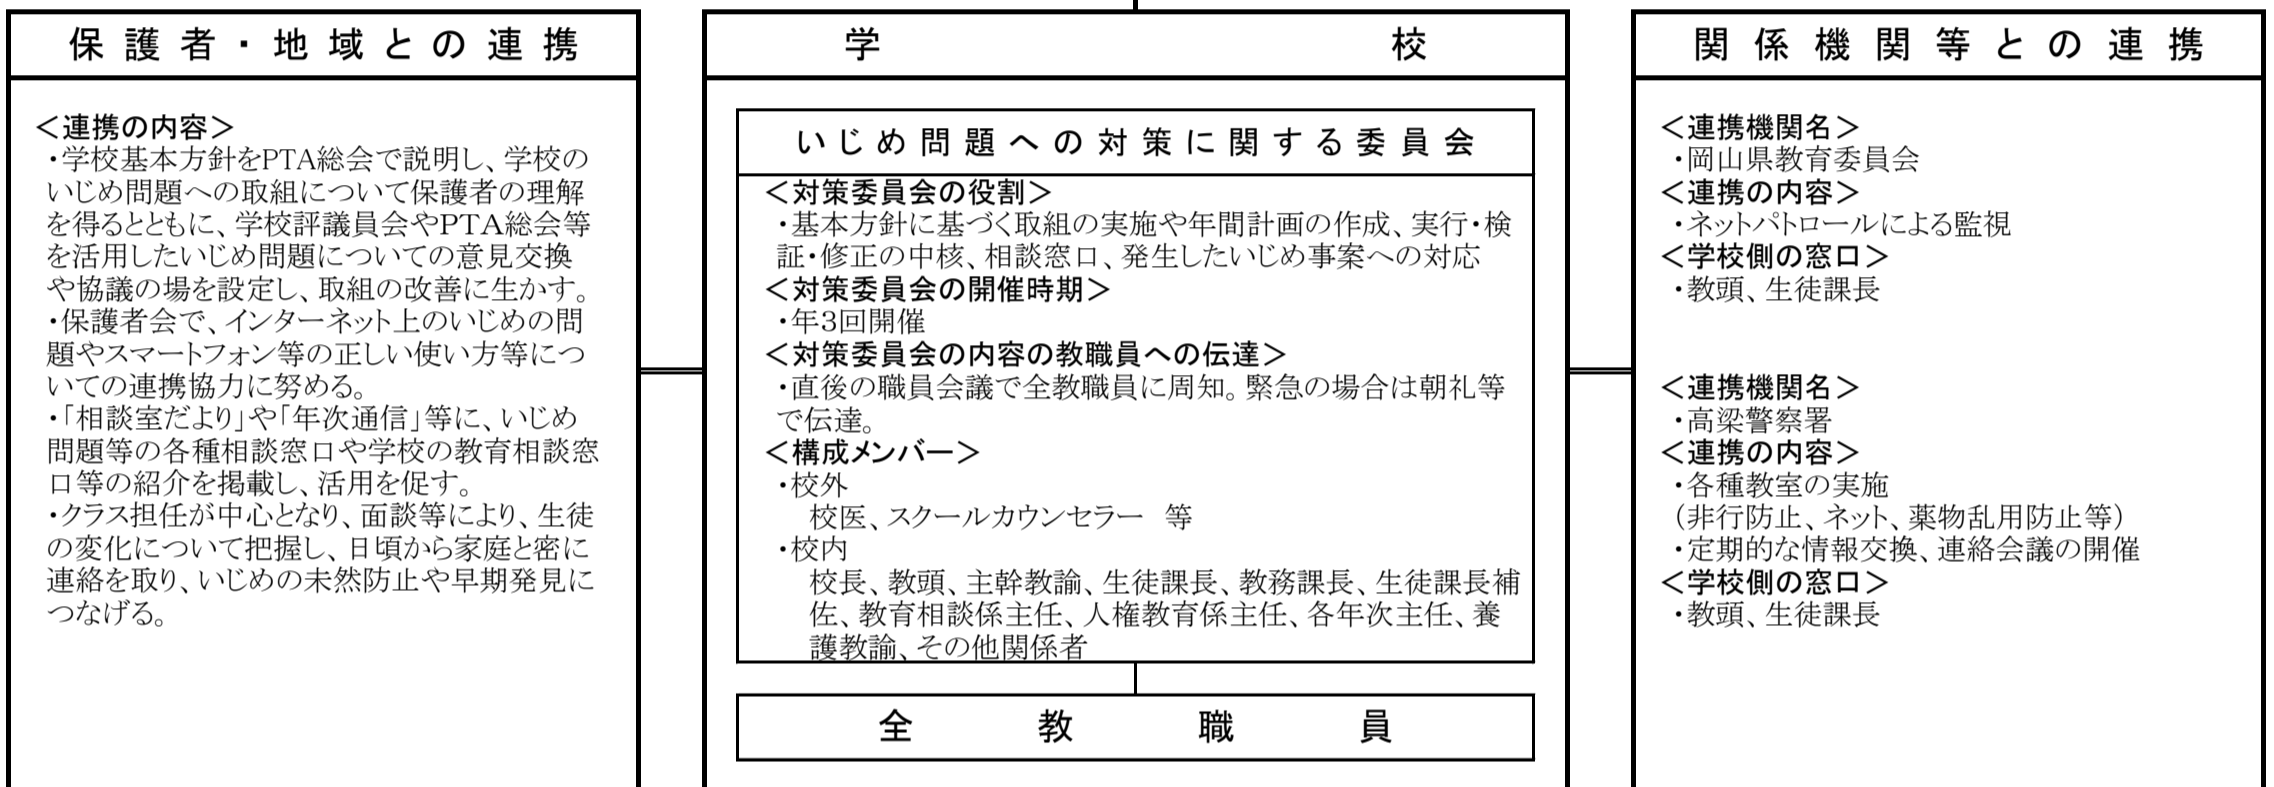 保護者・地域との連携
＜連携の内容＞
・学校基本方針をPTA総会で説明し、学校の
いじめ問題への取組について保護者の理解
を得るとともに、学校評議員会やPTA総会等
を活用したいじめ問題についての意見交換
や協議の場を設定し、取組の改善に生かす。
・保護者会で、インターネット上のいじめの問
題やスマートフォン等の正しい使い方等につ
いての連携協力に努める。
・「相談室だより」や「年次通信」等に、いじめ
問題等の各種相談窓口や学校の教育相談窓
口等の紹介を掲載し、活用を促す。
・クラス担任が中心となり、面談等により、生徒
の変化について把握し、日頃から家庭と密に
連絡を取り、いじめの未然防止や早期発見に
つなげる。
学校
いじめ問題への対策に関する委員会
＜対策委員会の役割＞
・基本方針に基づく取組の実施や年間計画の作成、実行・検
証・修正の中核、相談窓口、発生したいじめ事案への対応
＜対策委員会の開催時期＞
・年3回開催
＜対策委員会の内容の教職員への伝達＞
・直後の職員会議で全教職員に周知。緊急の場合は朝礼等
で伝達。
＜構成メンバー＞
・校外
校医、スクールカウンセラー　等
・校内
校長、教頭、主幹教諭、生徒課長、教務課長、生徒課長補
佐、教育相談係主任、人権教育係主任、各年次主任、養
護教諭、その他関係者
全教職員
関係機関等との連携
＜連携機関名＞
・岡山県教育委員会
＜連携の内容＞
・ネットパトロールによる監視
＜学校側の窓口＞
・教頭、生徒課長
＜連携機関名＞
・高梁警察署
＜連携の内容＞
・各種教室の実施
（非行防止、ネット、薬物乱用防止等）
・定期的な情報交換、連絡会議の開催
＜学校側の窓口＞
・教頭、生徒課長